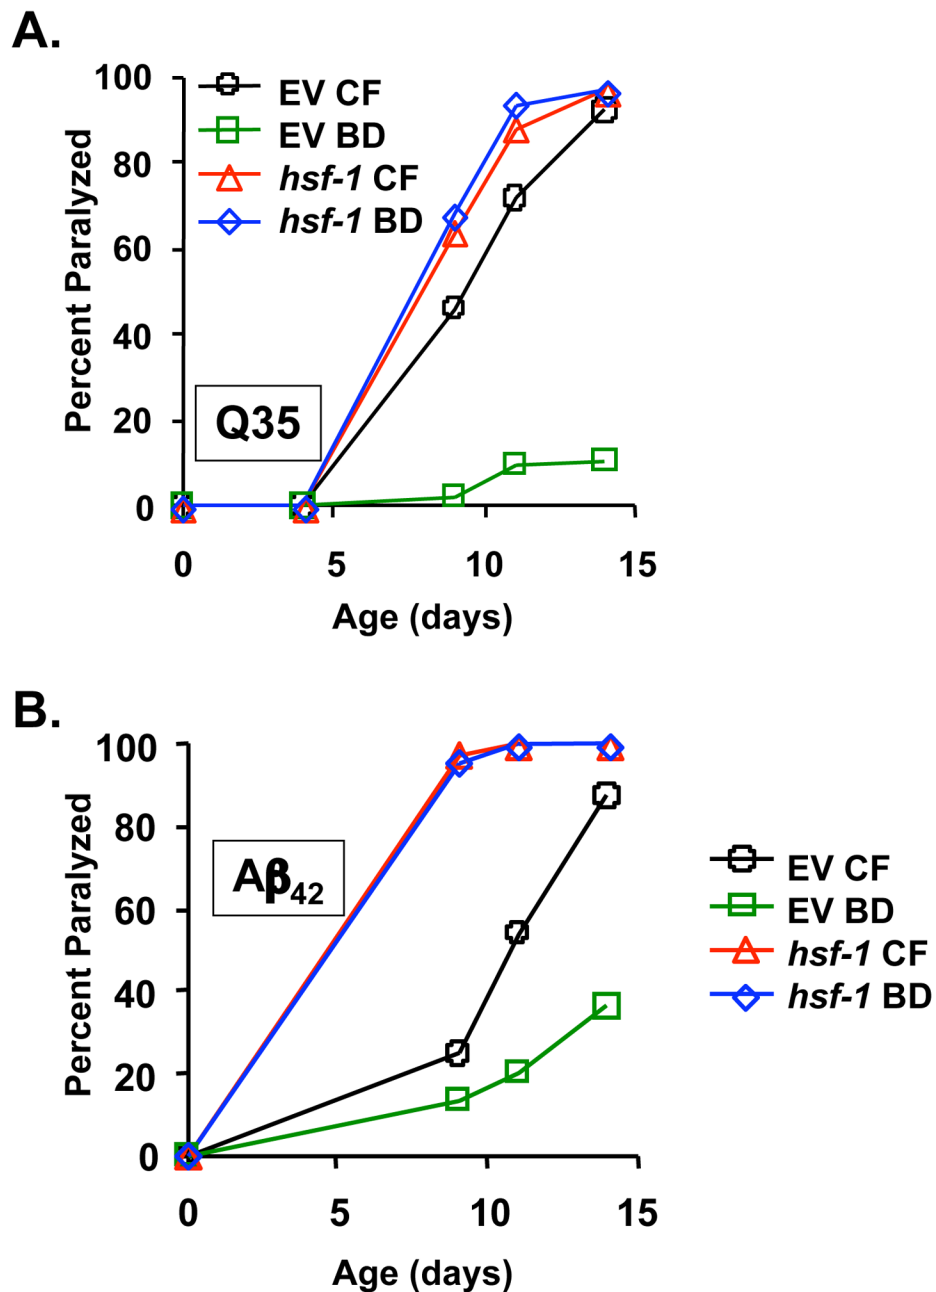 A.
Percent Paralyzed
100
80
60
40
20
0
EV CF
EV BD
hsf-1 CF
hsf-1 BD
Q35
0 5 10 15
Age (days)
B.
Percent Paralyzed
100
80
60
40
20
0
Aβ42
EV CF
EV BD
hsf-1 CF
hsf-1 BD
0 5 10 15
Age (days)